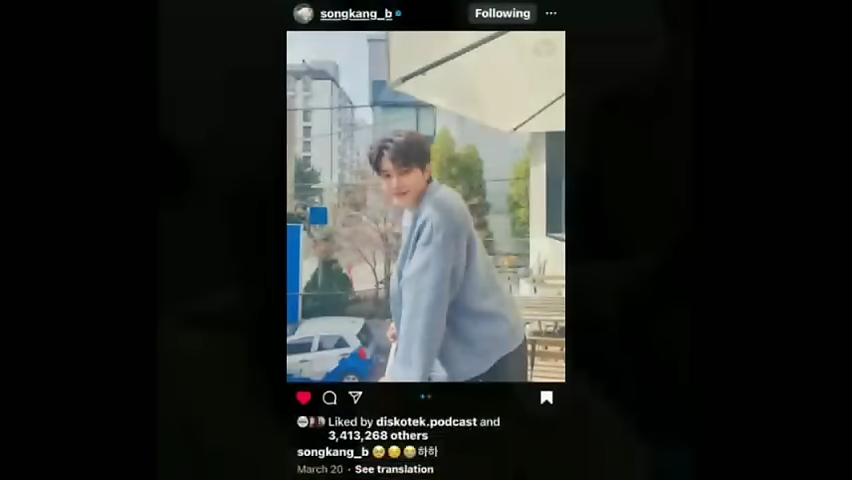 songkang_b
Following
Liked by diskotek.podcast and
3,413,268 others
songkang_b 🥺☺️😭하하
March 20 · See translation